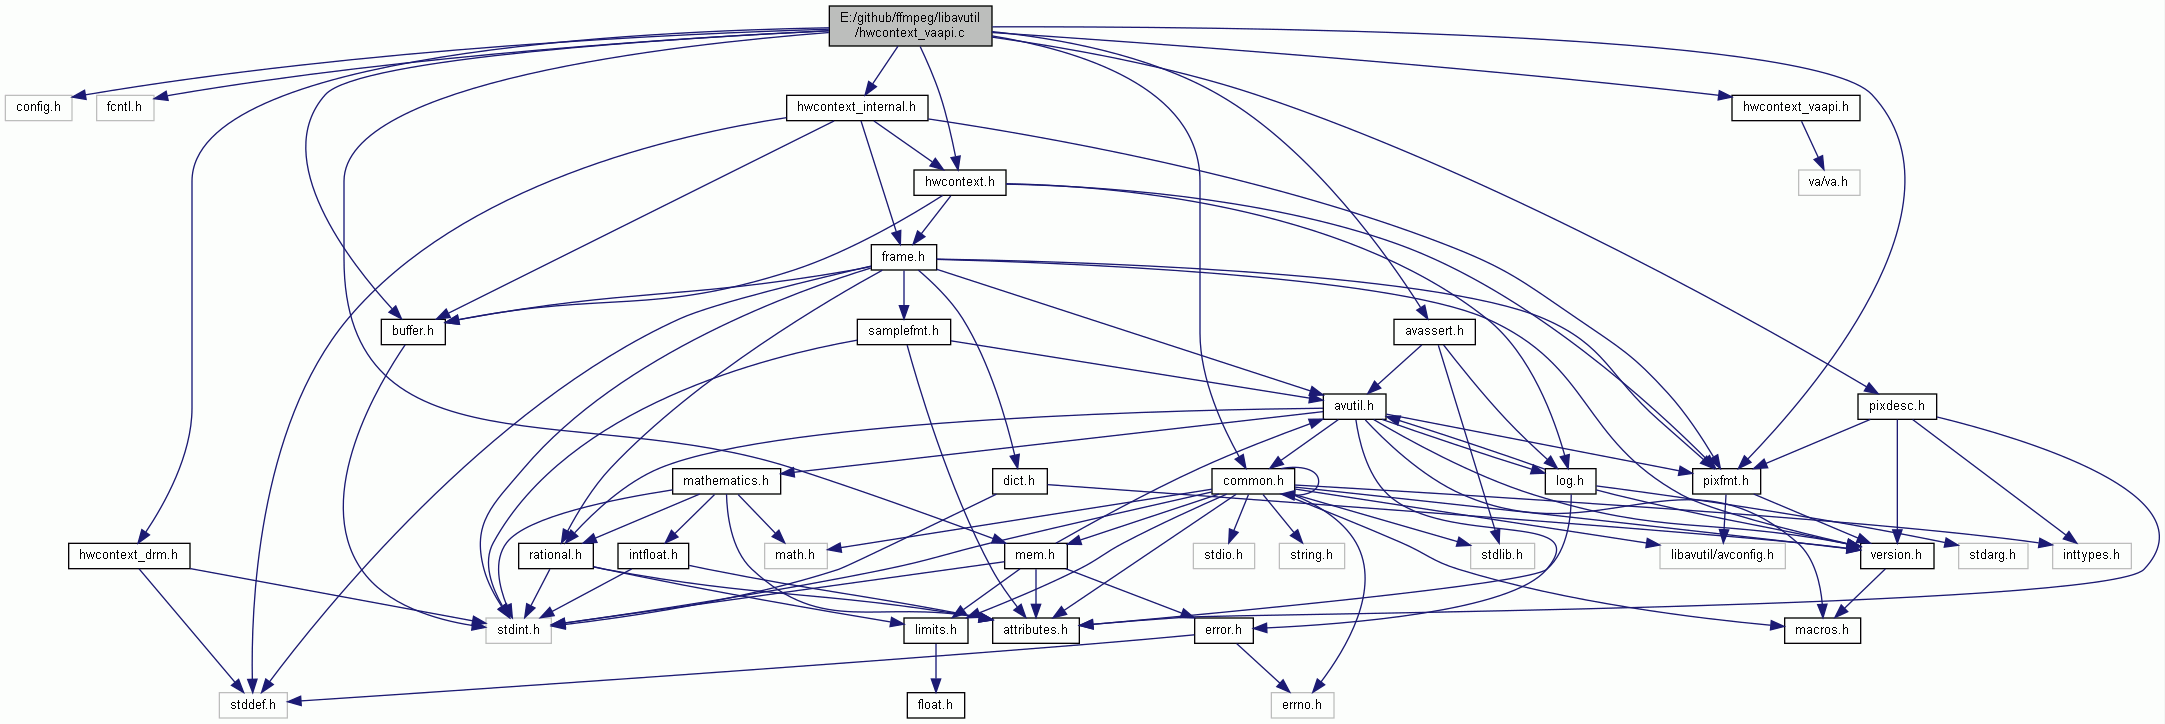 E:/github/ffmpeg/libavutil
/hwcontext_vaapi.c
config.h
fcntl.h
hwcontext_internal.h
hwcontext_vaapi.h
hwcontext.h
va/va.h
frame.h
buffer.h
samplefmt.h
avassert.h
avutil.h
pixdesc.h
mathematics.h
dict.h
common.h
log.h
pixfmt.h
hwcontext_drm.h
rational.h
intfloat.h
math.h
mem.h
stdio.h
string.h
stdlib.h
libavutil/avconfig.h
version.h
stdarg.h
inttypes.h
stdint.h
limits.h
attributes.h
error.h
macros.h
stddef.h
float.h
errno.h